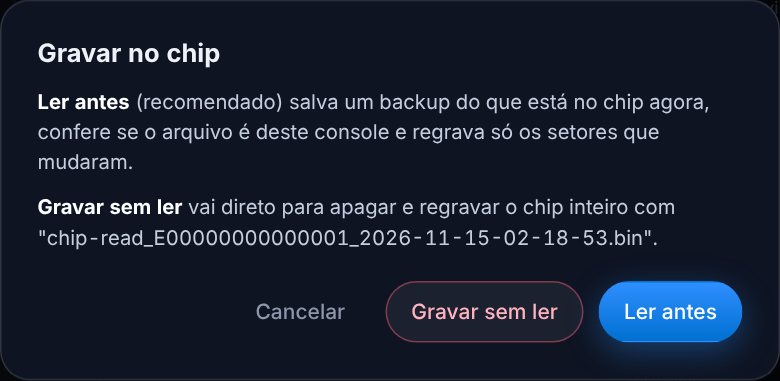 Gravar no chip
Ler antes (recomendado) salva um backup do que está no chip agora,
confere se o arquivo é deste console e regrava só os setores que
mudaram.
Gravar sem ler vai direto para apagar e regravar o chip inteiro com
"chip-read_E00000000000001_2026-11-15-02-18-53.bin".
Cancelar
Gravar sem ler
Ler antes